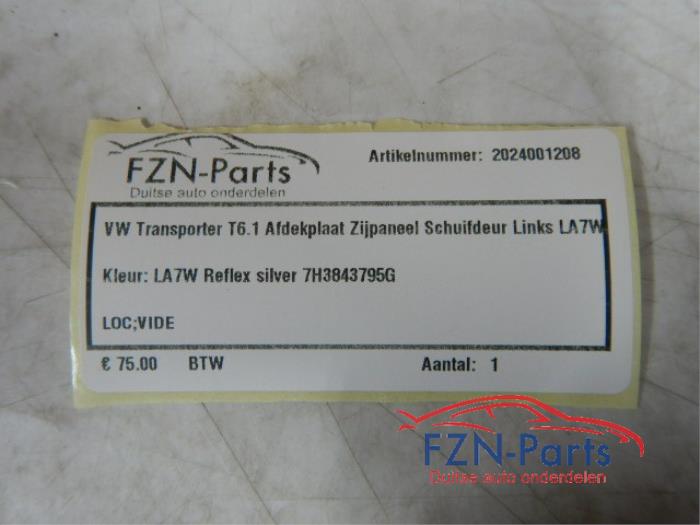 FZN-Parts
Duitse auto onderdelen
Artikelnummer: 2024001208
VW Transporter T6.1 Afdekplaat Zijpaneel Schuifdeur Links LA7W
Kleur: LA7W Reflex silver 7H3843795G
LOC;VIDE
€ 75.00 BTW Aantal: 1
FZN-Parts
Duitse auto onderdelen